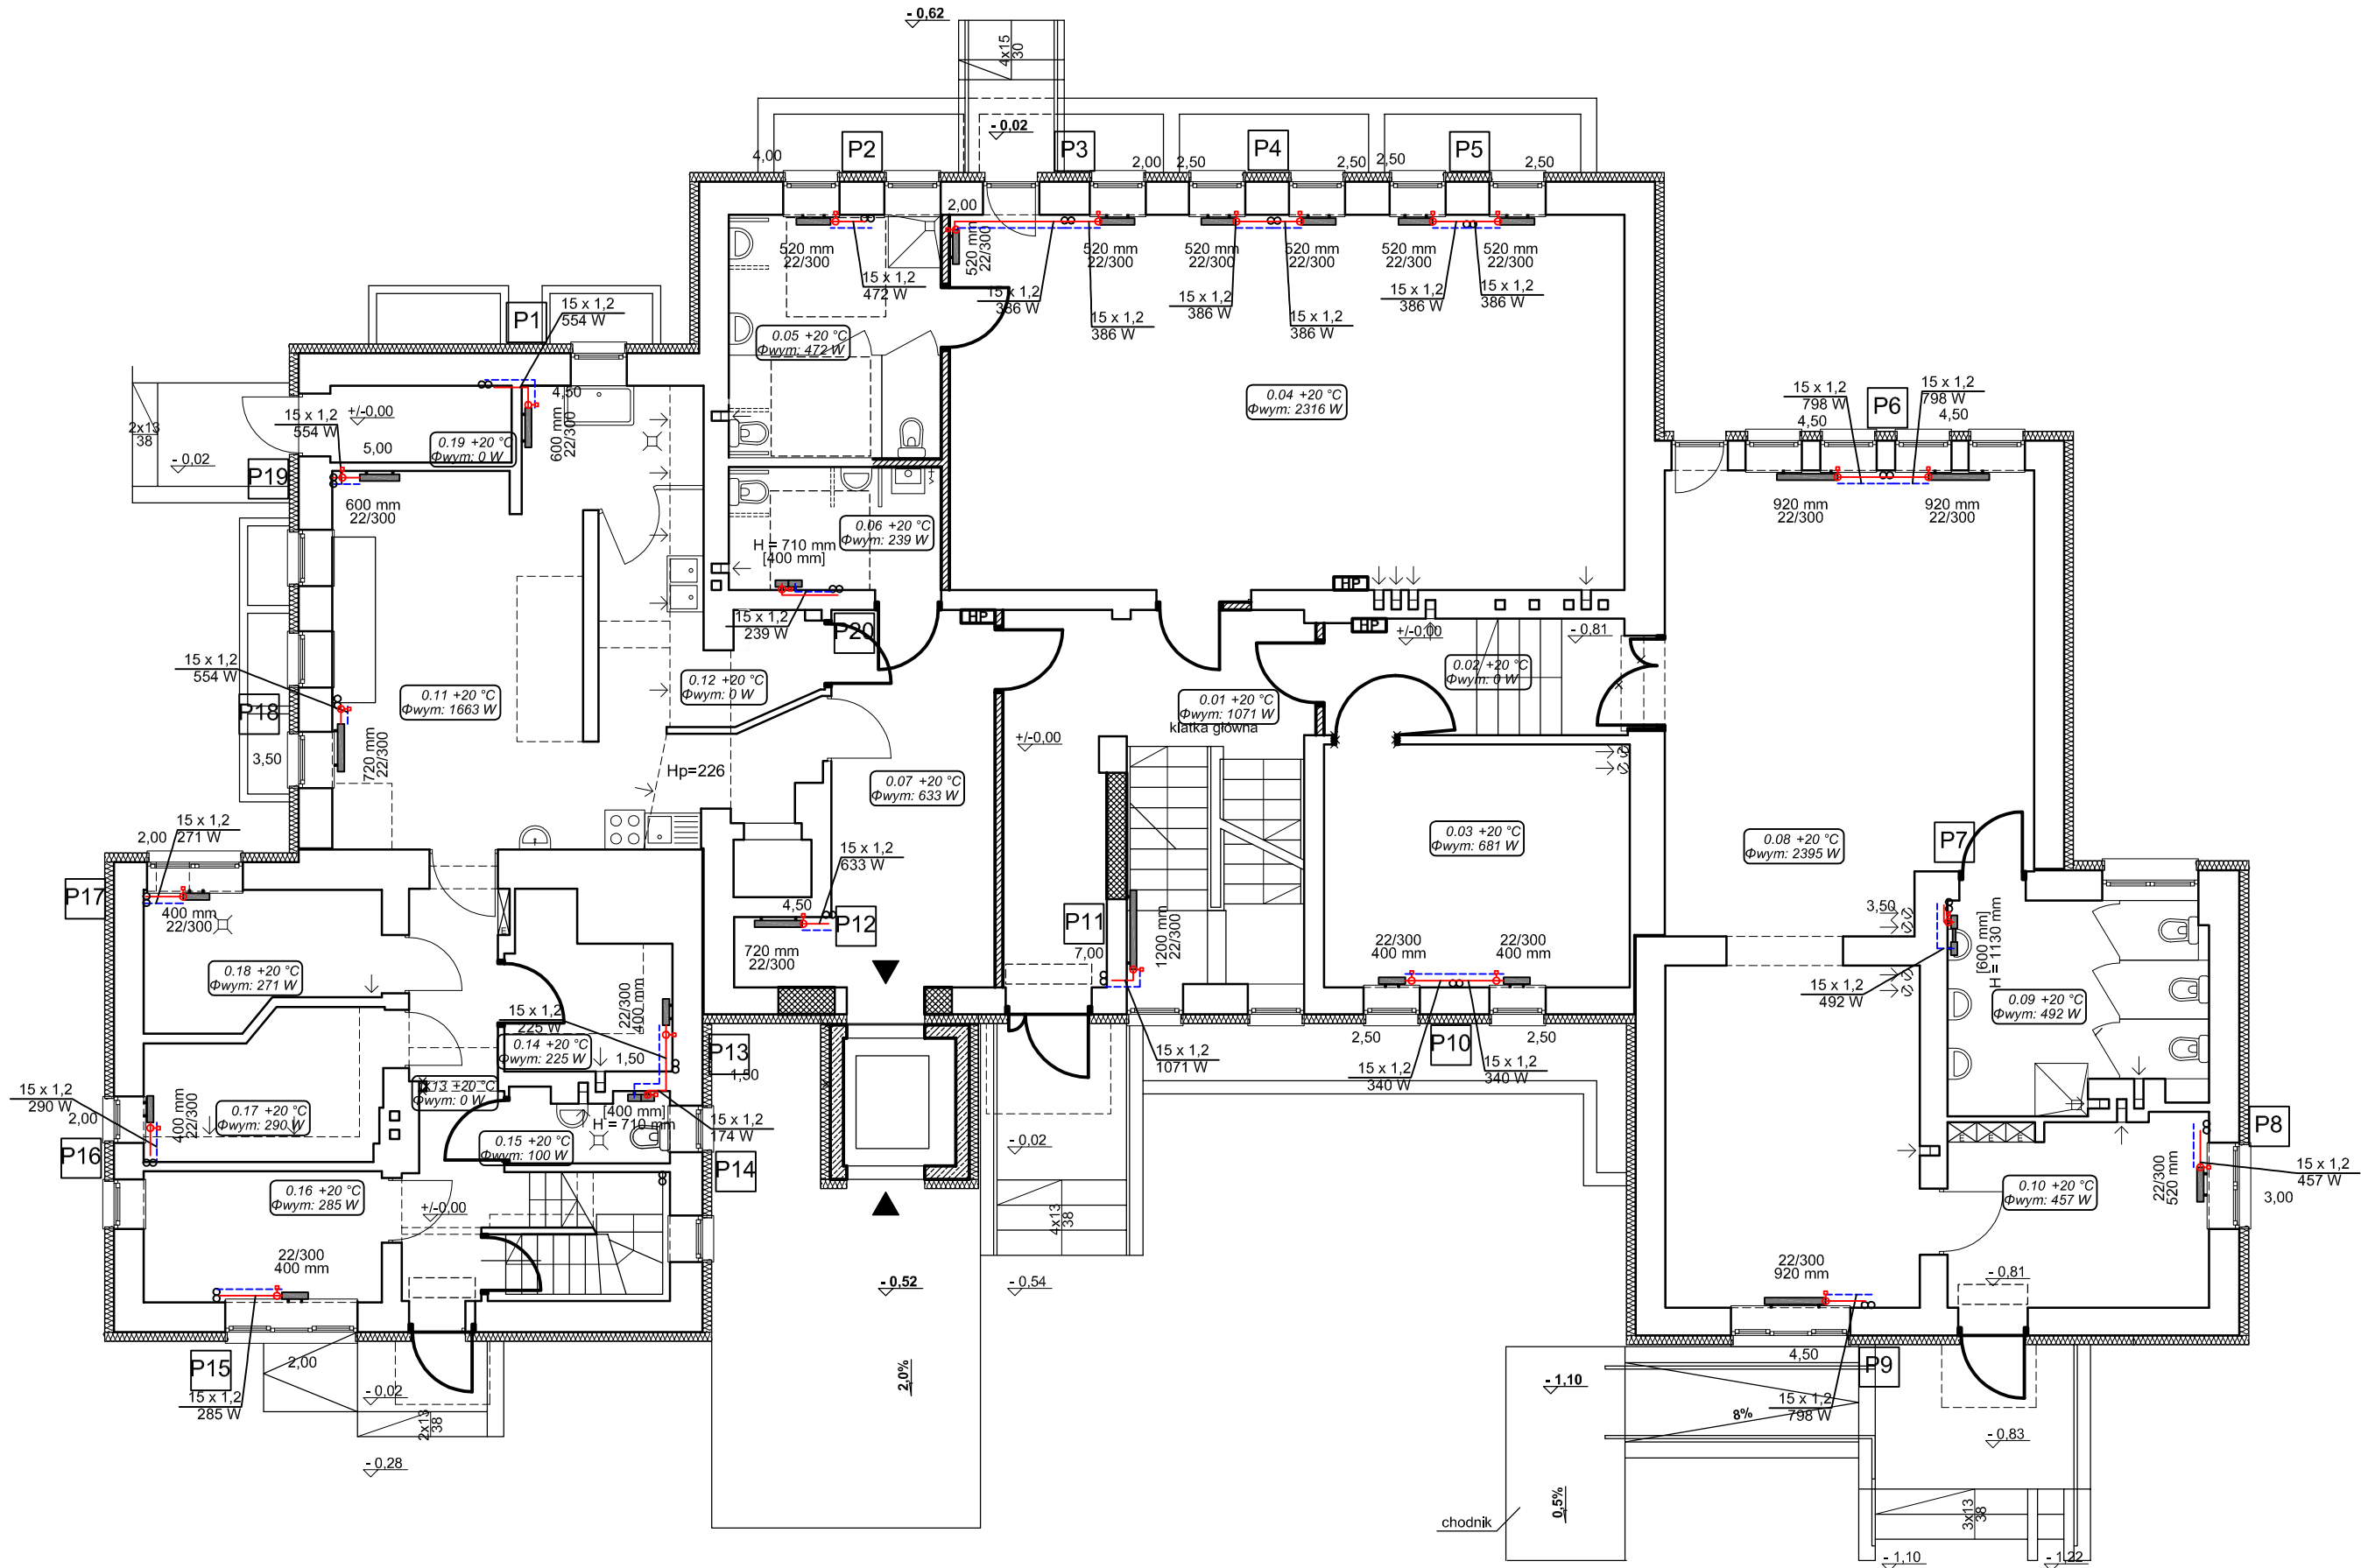 - 0,62
4x15
30
- 0,02
P2
P3
P4
P5
4,00
2,00
2,50
2,50
2,50
2,50
2,00
520 mm
22/300
520 mm
22/300
520 mm
22/300
520 mm
22/300
520 mm
22/300
520 mm
22/300
520 mm
22/300
15 x 1,2
472 W
15 x 1,2
386 W
15 x 1,2
386 W
15 x 1,2
386 W
15 x 1,2
386 W
15 x 1,2
386 W
15 x 1,2
386 W
P1
15 x 1,2
554 W
0.05 +20 °C
Φwym: 472 W
0.04 +20 °C
Φwym: 2316 W
15 x 1,2
798 W
P6
15 x 1,2
798 W
4,50
4,50
4,50
2x13
38
- 0,02
15 x 1,2
554 W
+/-0,00
5,00
0.19 +20 °C
Φwym: 0 W
600 mm
22/300
P19
600 mm
22/300
920 mm
22/300
920 mm
22/300
0.06 +20 °C
Φwym: 239 W
H = 710 mm
[400 mm]
HP
HP
HP
15 x 1,2
239 W
P20
+/-0,00
- 0,81
15 x 1,2
554 W
P18
0.11 +20 °C
Φwym: 1663 W
0.12 +20 °C
Φwym: 0 W
0.02 +20 °C
Φwym: 0 W
0.01 +20 °C
Φwym: 1071 W
klatka główna
+/-0,00
3,50
720 mm
22/300
Hp=226
0.07 +20 °C
Φwym: 633 W
0.03 +20 °C
Φwym: 681 W
0.08 +20 °C
Φwym: 2395 W
P7
2,00
15 x 1,2
271 W
15 x 1,2
633 W
P17
400 mm
22/300
E
4,50
P12
720 mm
22/300
P11
7,00
1200 mm
22/300
22/300
400 mm
22/300
400 mm
3,50
[600 mm]
H = 1130 mm
15 x 1,2
492 W
0.09 +20 °C
Φwym: 492 W
0.18 +20 °C
Φwym: 271 W
15 x 1,2
225 W
22/300
400 mm
0.14 +20 °C
Φwym: 225 W
1,50
P13
1,50
15 x 1,2
1071 W
2,50
P10
2,50
15 x 1,2
340 W
15 x 1,2
340 W
15 x 1,2
290 W
2,00
400 mm
22/300
0.17 +20 °C
Φwym: 290 W
0.13 +20 °C
Φwym: 0 W
[400 mm]
H = 710 mm
15 x 1,2
174 W
0.15 +20 °C
Φwym: 100 W
P16
P14
- 0,02
E
E
E
P8
15 x 1,2
457 W
3,00
22/300
520 mm
0.10 +20 °C
Φwym: 457 W
0.16 +20 °C
Φwym: 285 W
+/-0,00
22/300
400 mm
4x13
38
- 0,52
- 0,54
22/300
920 mm
- 0,81
P15
2,00
15 x 1,2
285 W
- 0,02
2x13
38
- 0,28
2,0%
4,50
P9
- 1,10
15 x 1,2
798 W
8%
- 0,83
0,5%
chodnik
3x13
38
- 1,10
- 1,22